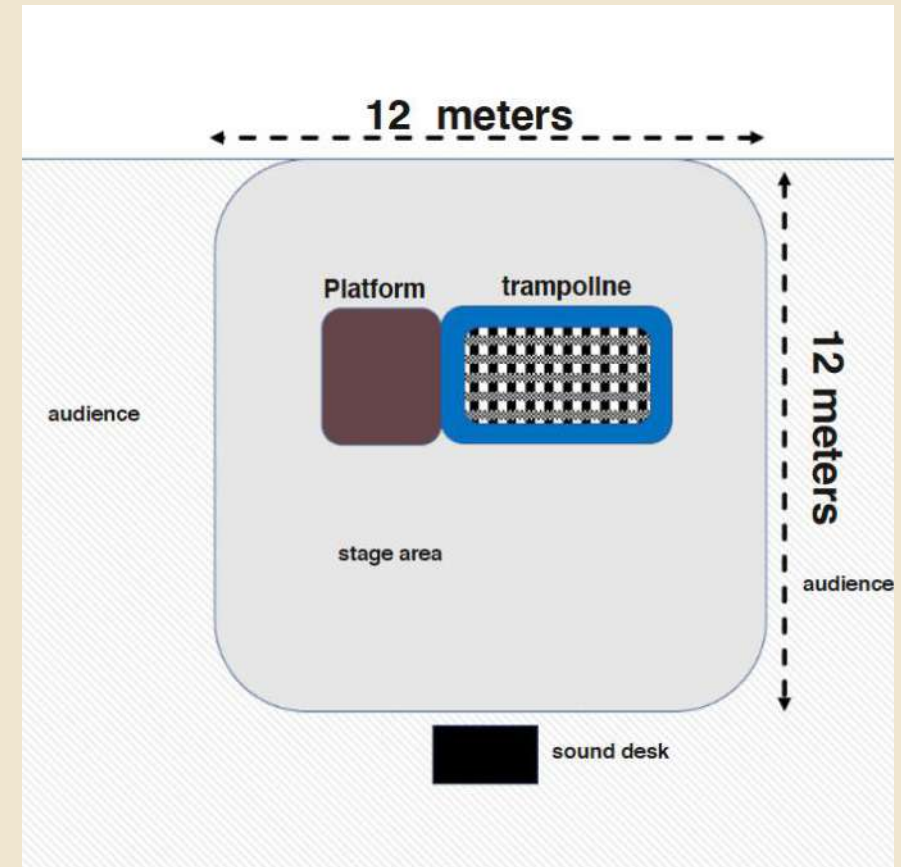 12 meters
Platform
trampoline
12 meters
audience
stage area
audience
sound desk